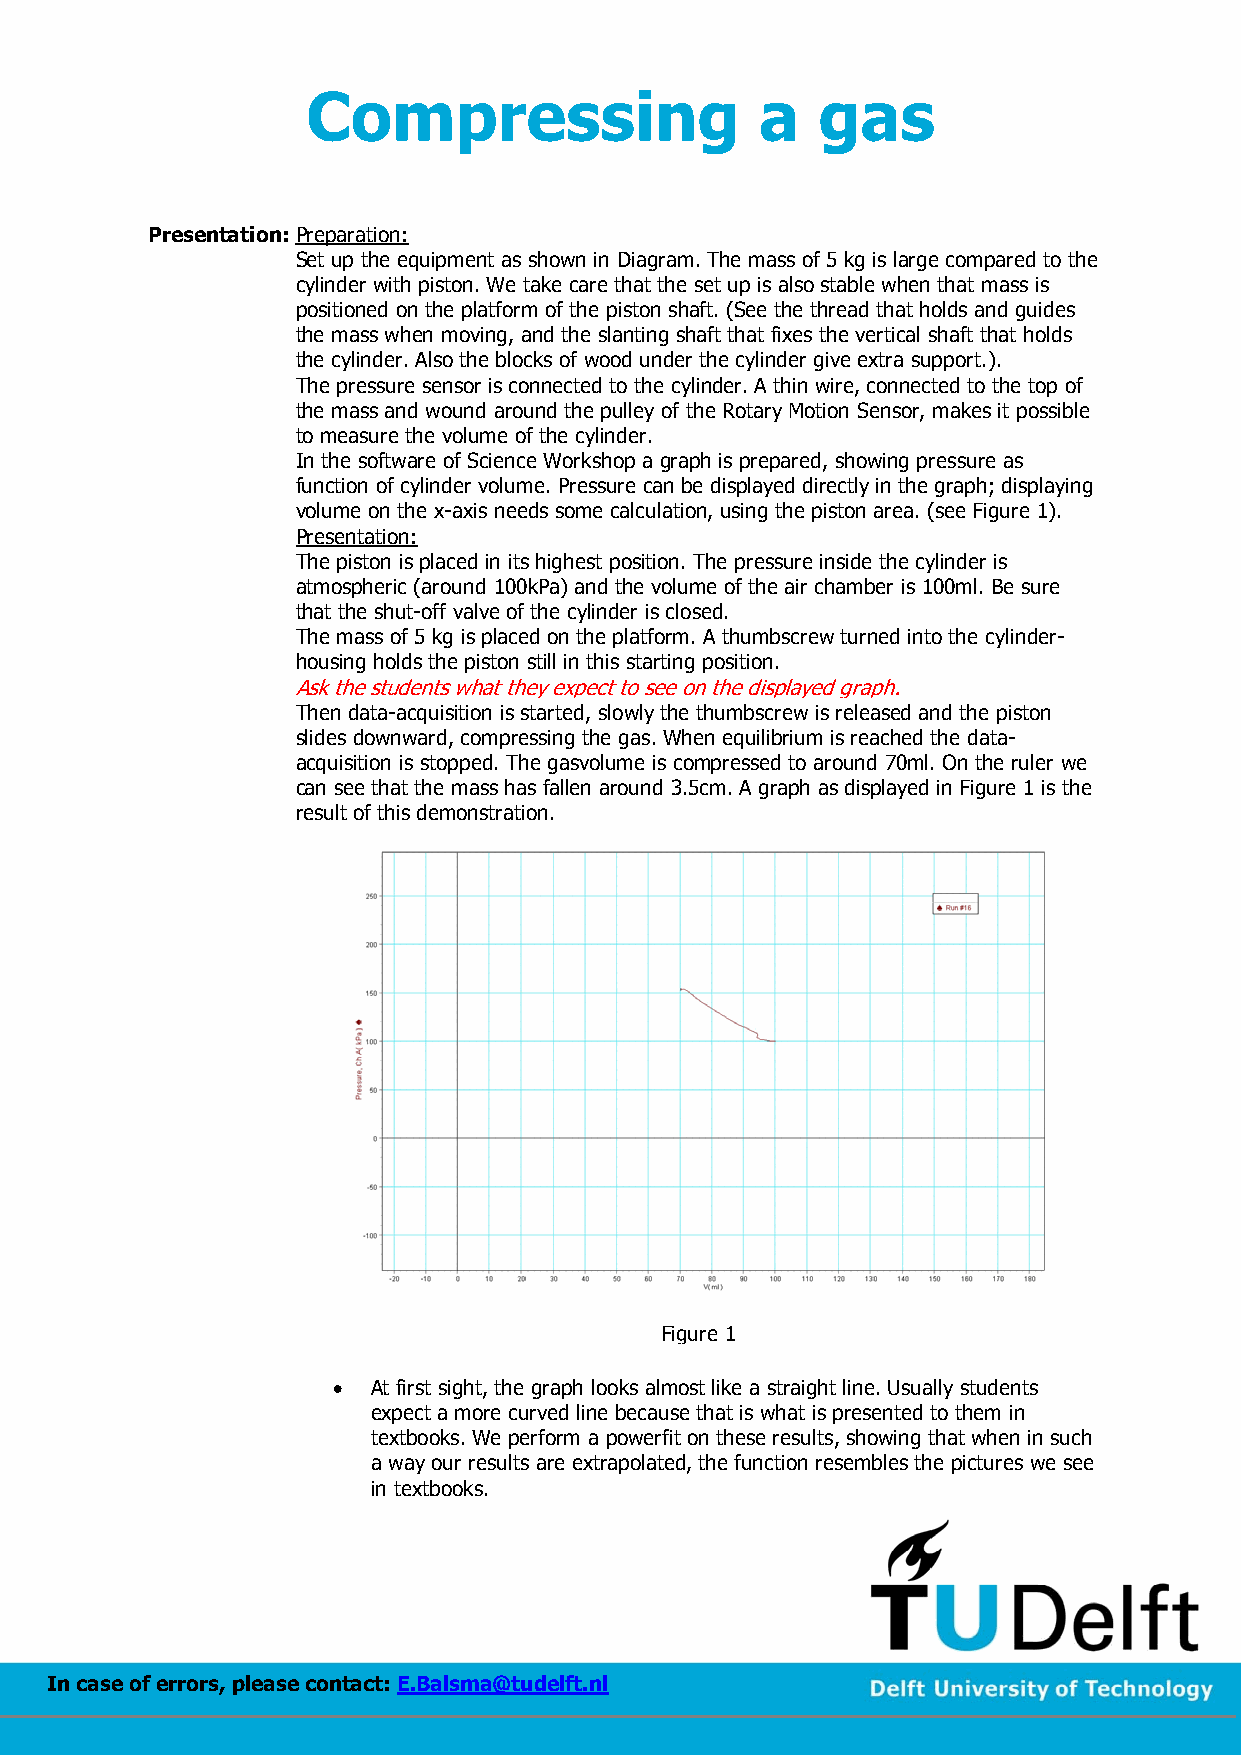 Compressing a gas
Presentation: Preparation:
Set up the equipment as shown in Diagram. The mass of 5 kg is large compared to the
cylinder with piston. We take care that the set up is also stable when that mass is
positioned on the platform of the piston shaft. (See the thread that holds and guides
the mass when moving, and the slanting shaft that fixes the vertical shaft that holds
the cylinder. Also the blocks of wood under the cylinder give extra support.).
The pressure sensor is connected to the cylinder. A thin wire, connected to the top of
the mass and wound around the pulley of the Rotary Motion Sensor, makes it possible
to measure the volume of the cylinder.
In the software of Science Workshop a graph is prepared, showing pressure as
function of cylinder volume. Pressure can be displayed directly in the graph; displaying
volume on the x-axis needs some calculation, using the piston area. (see Figure 1).
Presentation:
The piston is placed in its highest position. The pressure inside the cylinder is
atmospheric (around 100kPa) and the volume of the air chamber is 100ml. Be sure
that the shut-off valve of the cylinder is closed.
The mass of 5 kg is placed on the platform. A thumbscrew turned into the cylinder-
housing holds the piston still in this starting position.
Ask the students what they expect to see on the displayed graph.
Then data-acquisition is started, slowly the thumbscrew is released and the piston
slides downward, compressing the gas. When equilibrium is reached the data-
acquisition is stopped. The gasvolume is compressed to around 70ml. On the ruler we
can see that the mass has fallen around 3.5cm. A graph as displayed in Figure 1 is the
result of this demonstration.
250
Run #16
200
150
100
Pressure, Ch A( kPa )
50
0
-50
-100
-20 -10 0 10 20 30 40 50 60 70 80 90 100 110 120 130 140 150 160 170 180
V( ml )
Figure 1
• At first sight, the graph looks almost like a straight line. Usually students
expect a more curved line because that is what is presented to them in
textbooks. We perform a powerfit on these results, showing that when in such
a way our results are extrapolated, the function resembles the pictures we see
in textbooks.
TUDelft
In case of errors, please contact: E.Balsma@tudelft.nl
Delft University of Technology